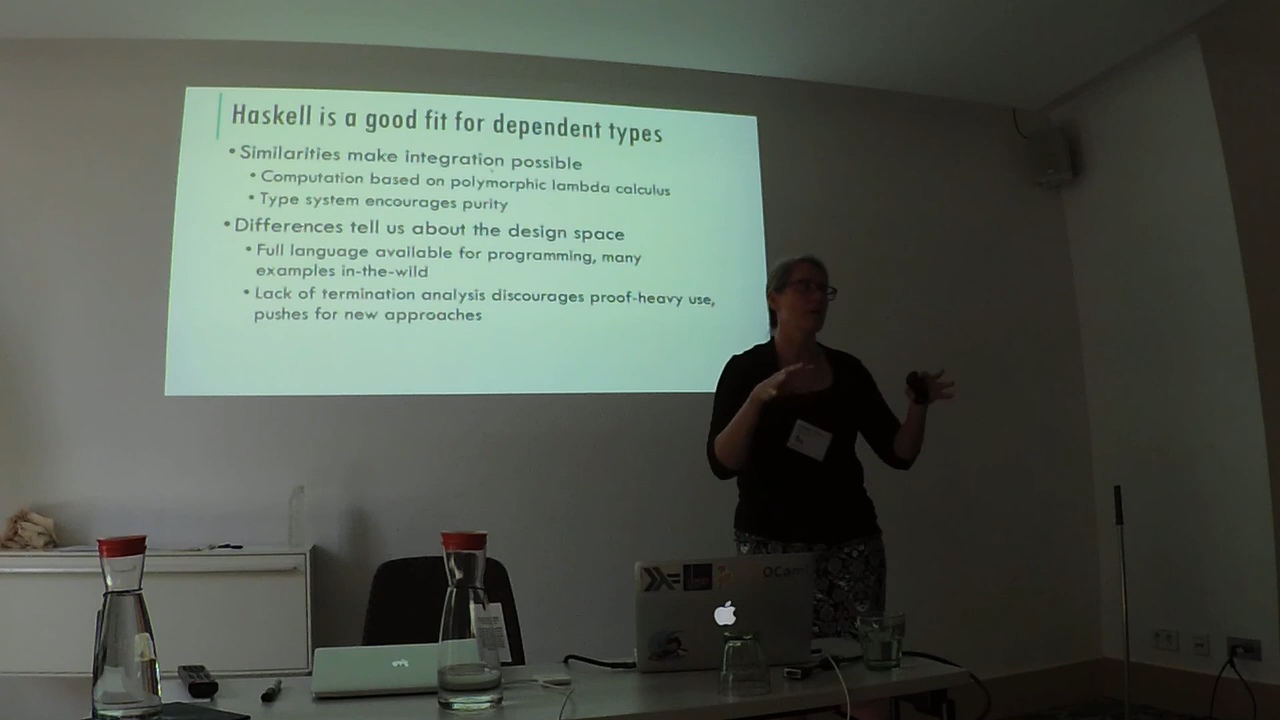 Haskell is a good fit for dependent types
•Similarities make integration possible
•Computation based on polymorphic lambda calculus
•Type system encourages purity
•Differences tell us about the design space
•Full language available for programming, many
examples in-the-wild
•Lack of termination analysis discourages proof-heavy use,
pushes for new approaches
OCaml